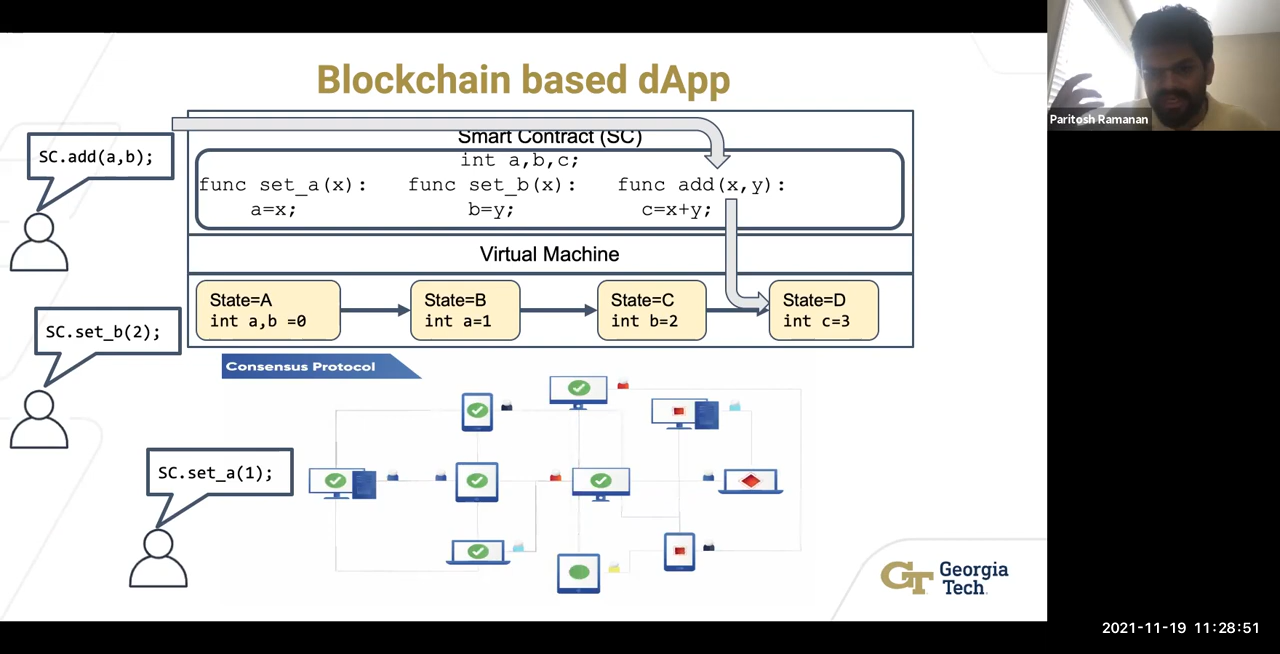 Blockchain based dApp
Paritosh Ramanan
Smart Contract (SC)
SC.add(a,b);
int a,b,c;
func set_a(x): func set_b(x): func add(x,y):
a=x; b=y; c=x+y;
Virtual Machine
State=A State=B State=C State=D
int a,b =0 int a=1 int b=2 int c=3
SC.set_b(2);
Consensus Protocol
SC.set_a(1);
GT Georgia
Tech
2021-11-19 11:28:51